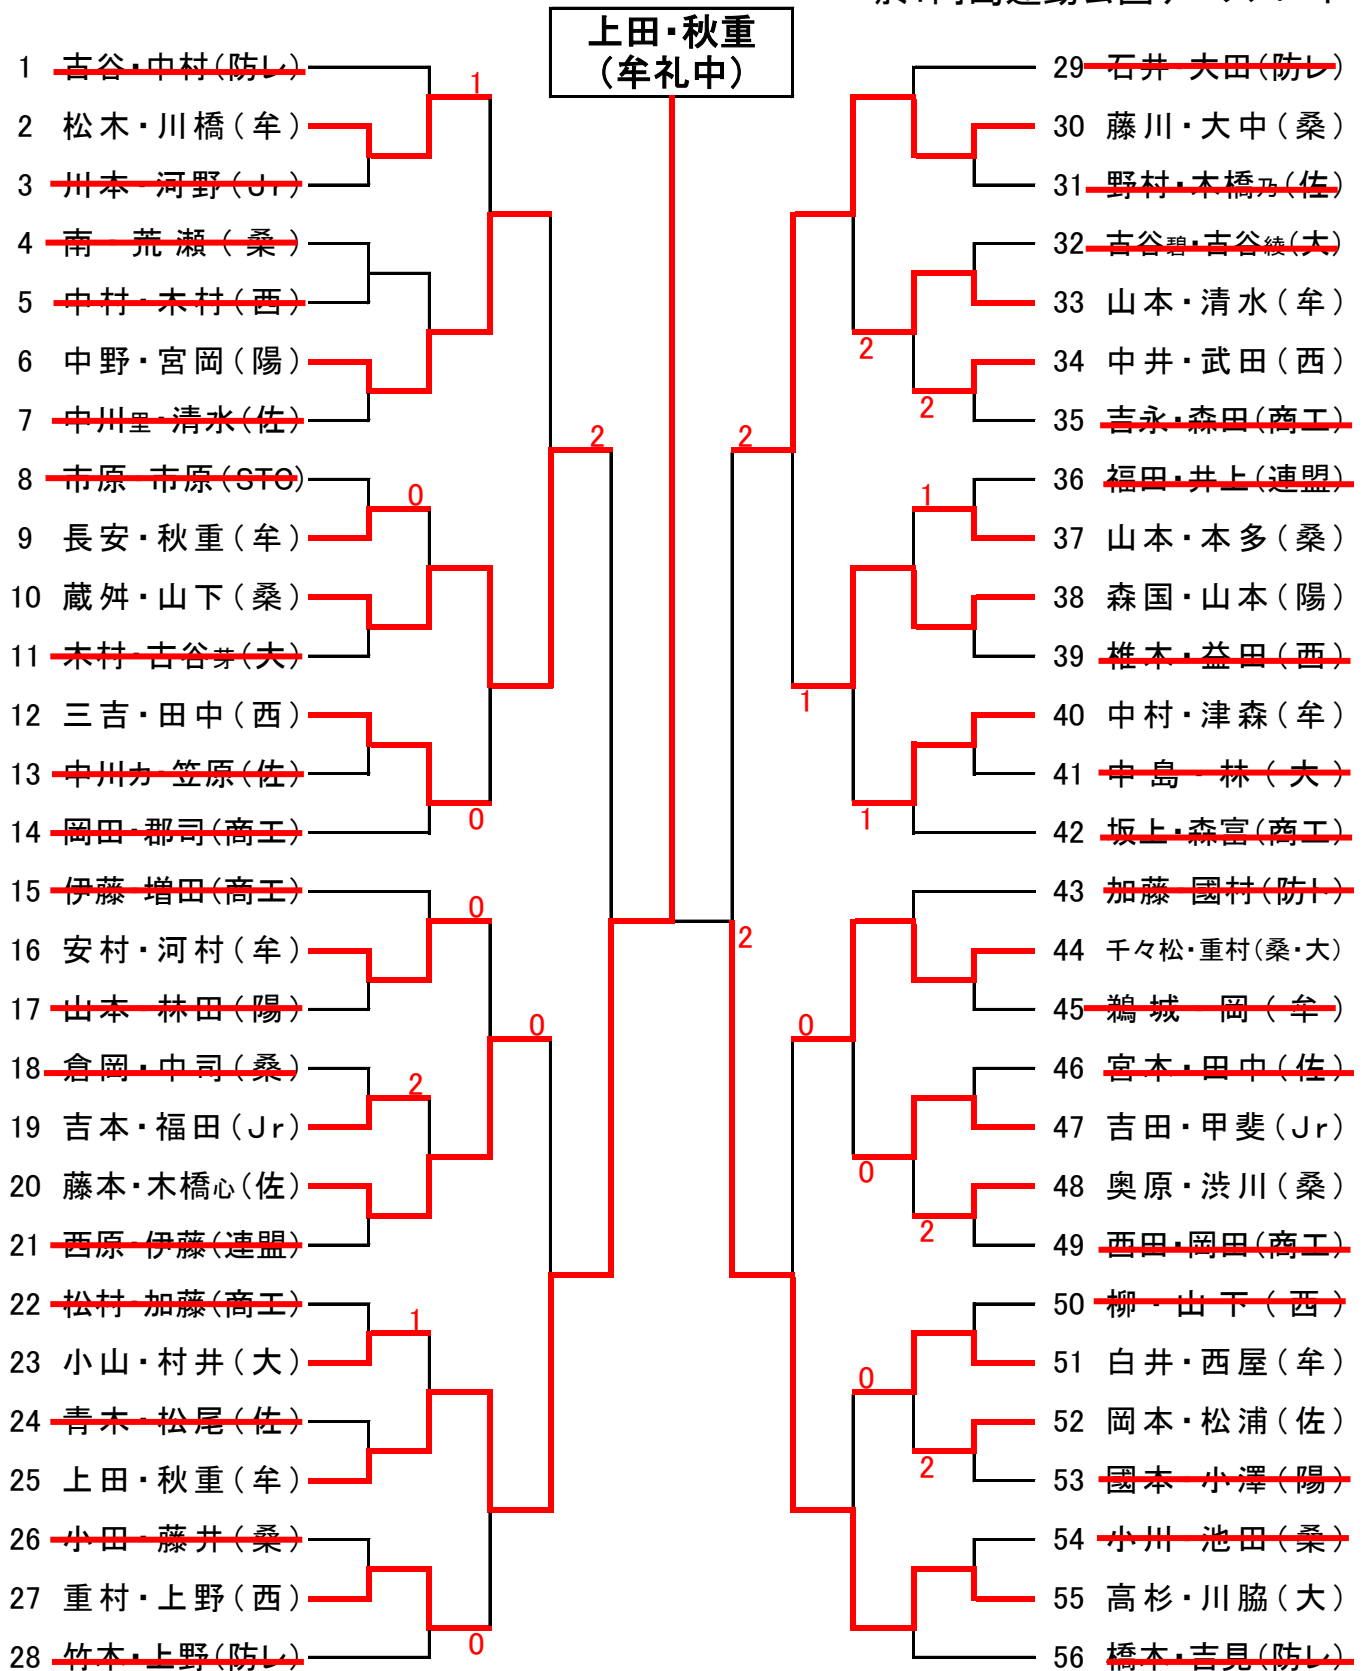 上田・秋重
(牟礼中)
1 古谷・中村(防レ)
2 松木・川橋(牟)
3 川本・河野(Jr)
4 南・荒瀬(桑)
5 中村・木村(西)
6 中野・宮岡(陽)
7 中川里・清水(佐)
8 市原・市原(STO)
9 長安・秋重(牟)
10 蔵舛・山下(桑)
11 木村・古谷芽(大)
12 三吉・田中(西)
13 中川カ・笠原(佐)
14 岡田・郡司(商工)
15 伊藤・増田(商工)
16 安村・河村(牟)
17 山本・林田(陽)
18 倉岡・中司(桑)
19 吉本・福田(Jr)
20 藤本・木橋心(佐)
21 西原・伊藤(連盟)
22 松村・加藤(商工)
23 小山・村井(大)
24 青木・松尾(佐)
25 上田・秋重(牟)
26 小田・藤井(桑)
27 重村・上野(西)
28 竹本・上野(防レ)
1
0
0
0
2
1
0
0
2
2
2
2
2
1
1
1
0
0
2
0
2
29 石井・大田(防レ)
30 藤川・大中(桑)
31 野村・木橋乃(佐)
32 古谷碧・古谷綾(大)
33 山本・清水(牟)
34 中井・武田(西)
35 吉永・森田(商工)
36 福田・井上(連盟)
37 山本・本多(桑)
38 森国・山本(陽)
39 椎木・益田(西)
40 中村・津森(牟)
41 中島・林(大)
42 坂上・森富(商工)
43 加藤・國村(防ト)
44 千々松・重村(桑・大)
45 鵜城・岡(牟)
46 宮本・田中(佐)
47 吉田・甲斐(Jr)
48 奥原・渋川(桑)
49 西田・岡田(商工)
50 柳・山下(西)
51 白井・西屋(牟)
52 岡本・松浦(佐)
53 國本・小澤(陽)
54 小川・池田(桑)
55 高杉・川脇(大)
56 橋本・吉見(防レ)